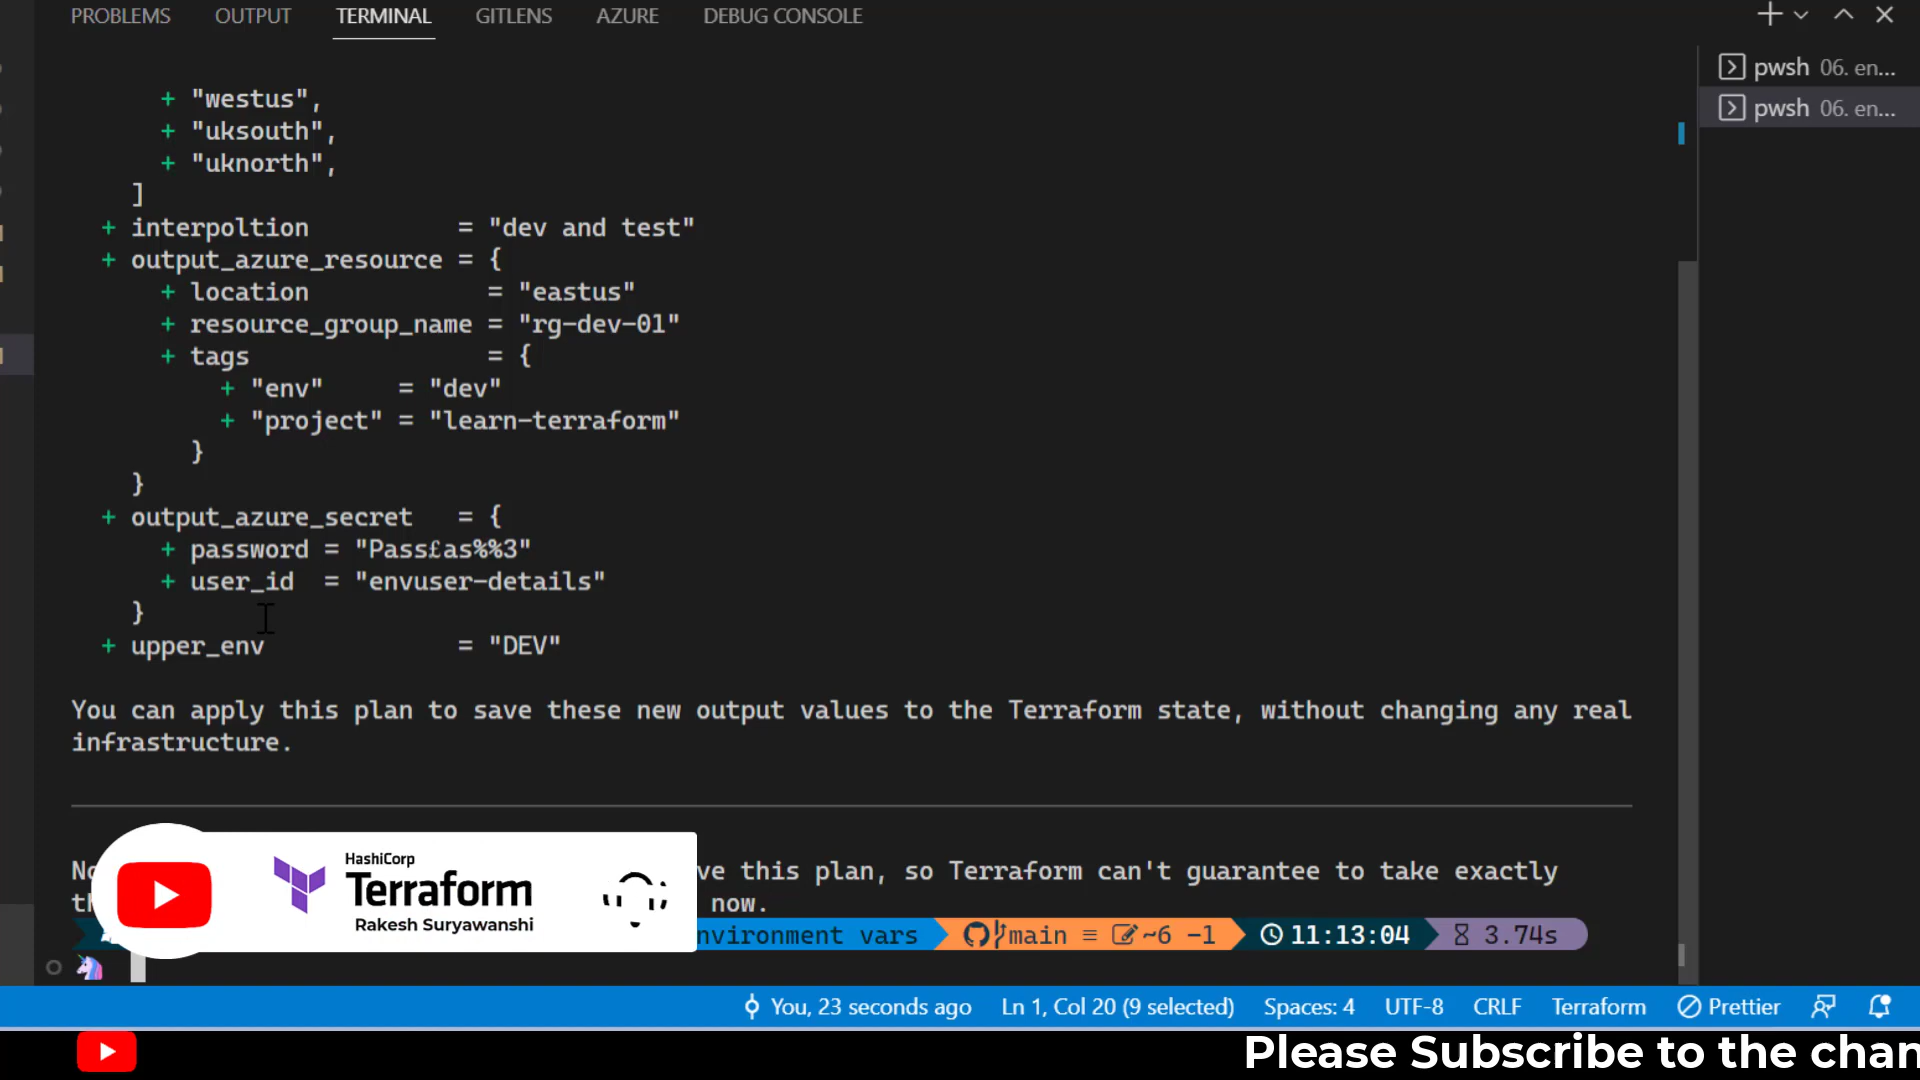 PROBLEMS OUTPUT TERMINAL GITLENS AZURE DEBUG CONSOLE
pwsh 06. en...
pwsh 06. en...
+ "westus",
+ "uksouth",
+ "uknorth",
]
+ interpoltion = "dev and test"
+ output_azure_resource = {
+ location = "eastus"
+ resource_group_name = "rg-dev-01"
+ tags = {
+ "env" = "dev"
+ "project" = "learn-terraform"
}
}
+ output_azure_secret = {
+ password = "Pass£as%%3"
+ user_id = "envuser-details"
}
+ upper_env = "DEV"
You can apply this plan to save these new output values to the Terraform state, without changing any real
infrastructure.
this plan, so Terraform can't guarantee to take exactly
now.
HashiCorp
Terraform
Rakesh Suryawanshi
vars main ≡ ~6 -1 11:13:04 3.74s
You, 23 seconds ago Ln 1, Col 20 (9 selected) Spaces: 4 UTF-8 CRLF Terraform Prettier
Please Subscribe to the